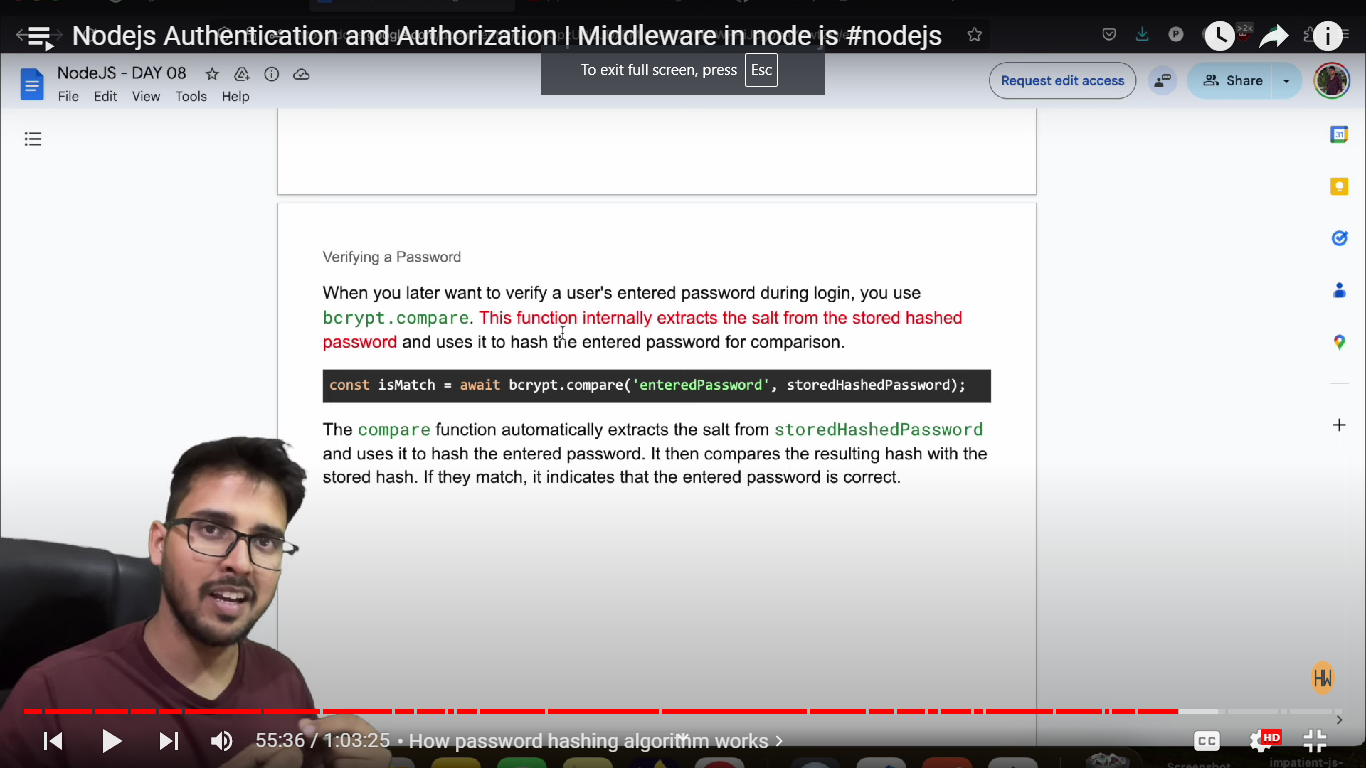 Nodejs Authentication and Authorization | Middleware in node js #nodejs
To exit full screen, press Esc
NodeJS - DAY 08
File Edit View Tools Help
Request edit access
Share
Verifying a Password
When you later want to verify a user's entered password during login, you use
bcrypt.compare. This function internally extracts the salt from the stored hashed
password and uses it to hash the entered password for comparison.
const isMatch = await bcrypt.compare('enteredPassword', storedHashedPassword);
The compare function automatically extracts the salt from storedHashedPassword
and uses it to hash the entered password. It then compares the resulting hash with the
stored hash. If they match, it indicates that the entered password is correct.
HW
55:36 / 1:03:25 • How password hashing algorithm works
CC
HD
Screenshot
impatient-js-